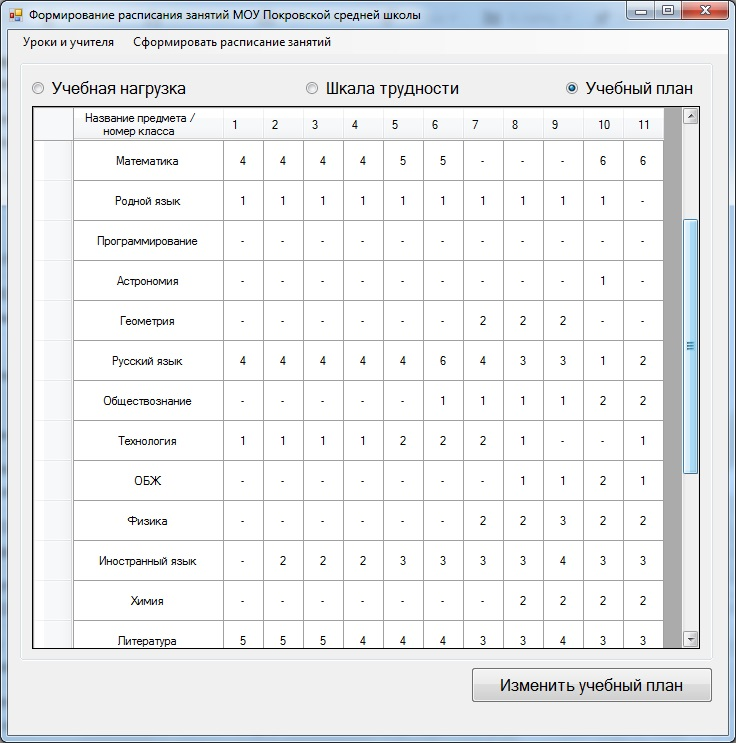 Формирование расписания занятий МОУ Покровской средней школы
Уроки и учителя Сформировать расписание занятий
Учебная нагрузка Шкала трудности Учебный план
Название предмета /
номер класса 1 2 3 4 5 6 7 8 9 10 11
Математика 4 4 4 4 5 5 - - - 6 6
Родной язык 1 1 1 1 1 1 1 1 1 1 -
Программирование - - - - - - - - - - -
Астрономия - - - - - - - - - 1 -
Геометрия - - - - - - 2 2 2 - -
Русский язык 4 4 4 4 4 6 4 3 3 1 2
Обществознание - - - - - 1 1 1 1 2 2
Технология 1 1 1 1 2 2 2 1 - - 1
ОБЖ - - - - - - - 1 1 2 1
Физика - - - - - - 2 2 3 2 2
Иностранный язык - 2 2 2 3 3 3 3 4 3 3
Химия - - - - - - - 2 2 2 2
Литература 5 5 5 4 4 4 3 3 4 3 3
Изменить учебный план